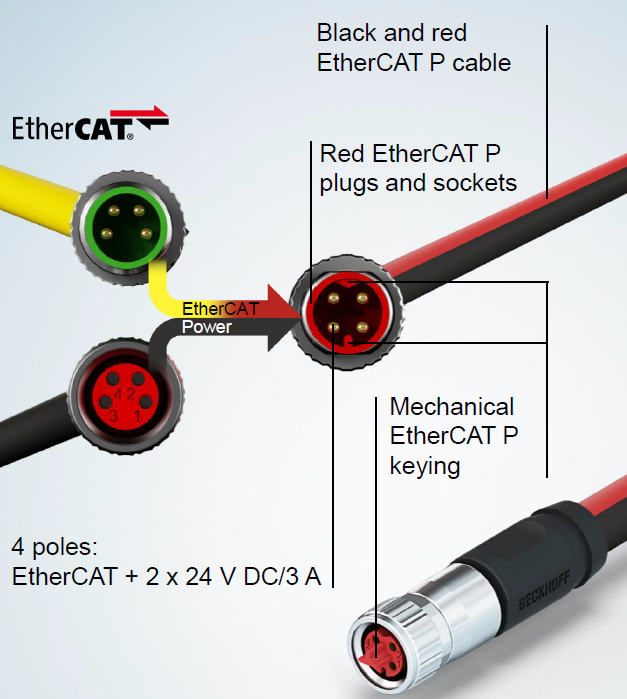 Black and red
EtherCAT P cable
EtherCAT®
Red EtherCAT P
plugs and sockets
EtherCAT
Power
4 2
3 1
Mechanical
EtherCAT P
keying
4 poles:
EtherCAT + 2 x 24 V DC/3 A
BECKHOFF